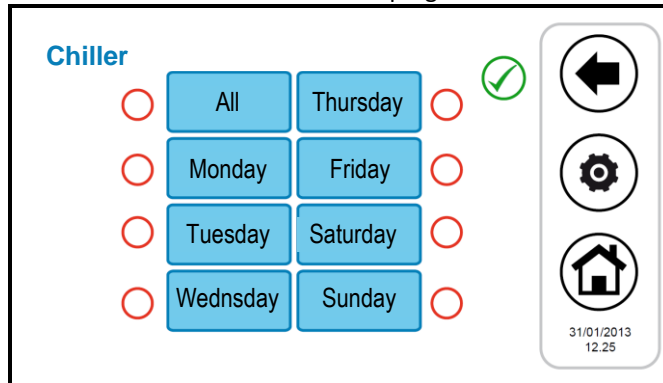 Chiller
All Thursday
Monday Friday
Tuesday Saturday
Wednsday Sunday
31/01/2013
12.25